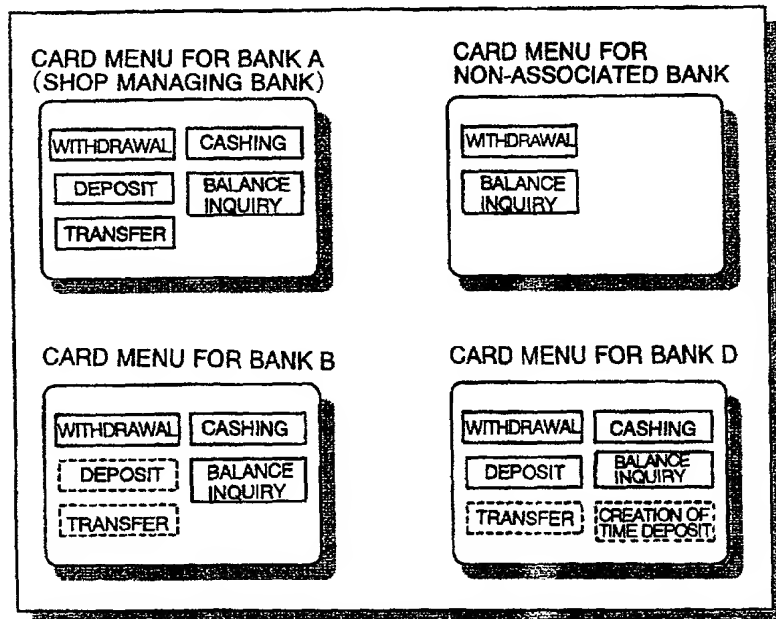 CARD MENU FOR BANK A
(SHOP MANAGING BANK)
WITHDRAWAL
CASHING
DEPOSIT
BALANCE
INQUIRY
TRANSFER
CARD MENU FOR
NON-ASSOCIATED BANK
WITHDRAWAL
BALANCE
INQUIRY
CARD MENU FOR BANK B
WITHDRAWAL
CASHING
DEPOSIT
BALANCE
INQUIRY
TRANSFER
CARD MENU FOR BANK D
WITHDRAWAL
CASHING
DEPOSIT
BALANCE
INQUIRY
TRANSFER
CREATION OF
TIME DEPOSIT